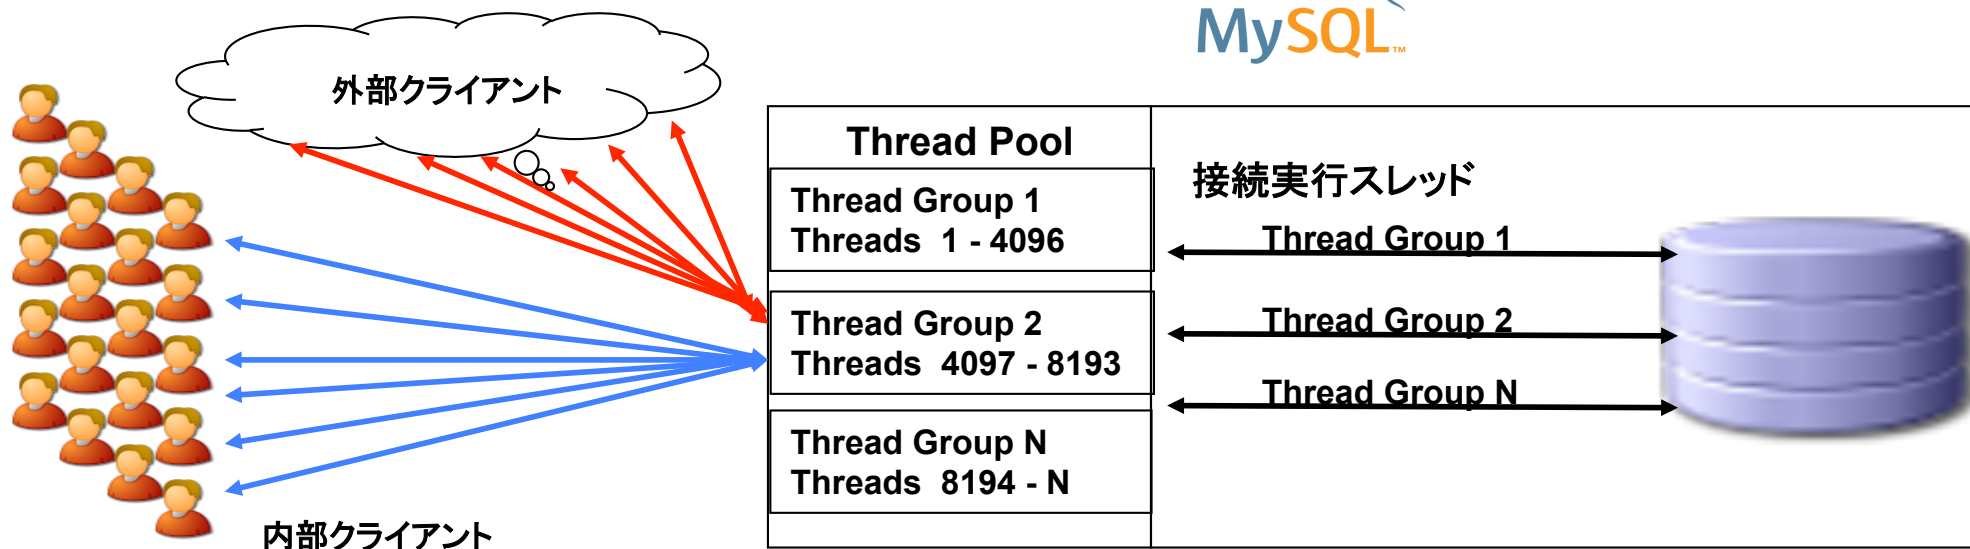 MySQL™
外部クライアント
Thread Pool
Thread Group 1
Threads 1 - 4096
Thread Group 2
Threads 4097 - 8193
Thread Group N
Threads 8194 - N
接続実行スレッド
Thread Group 1
Thread Group 2
Thread Group N
内部クライアント